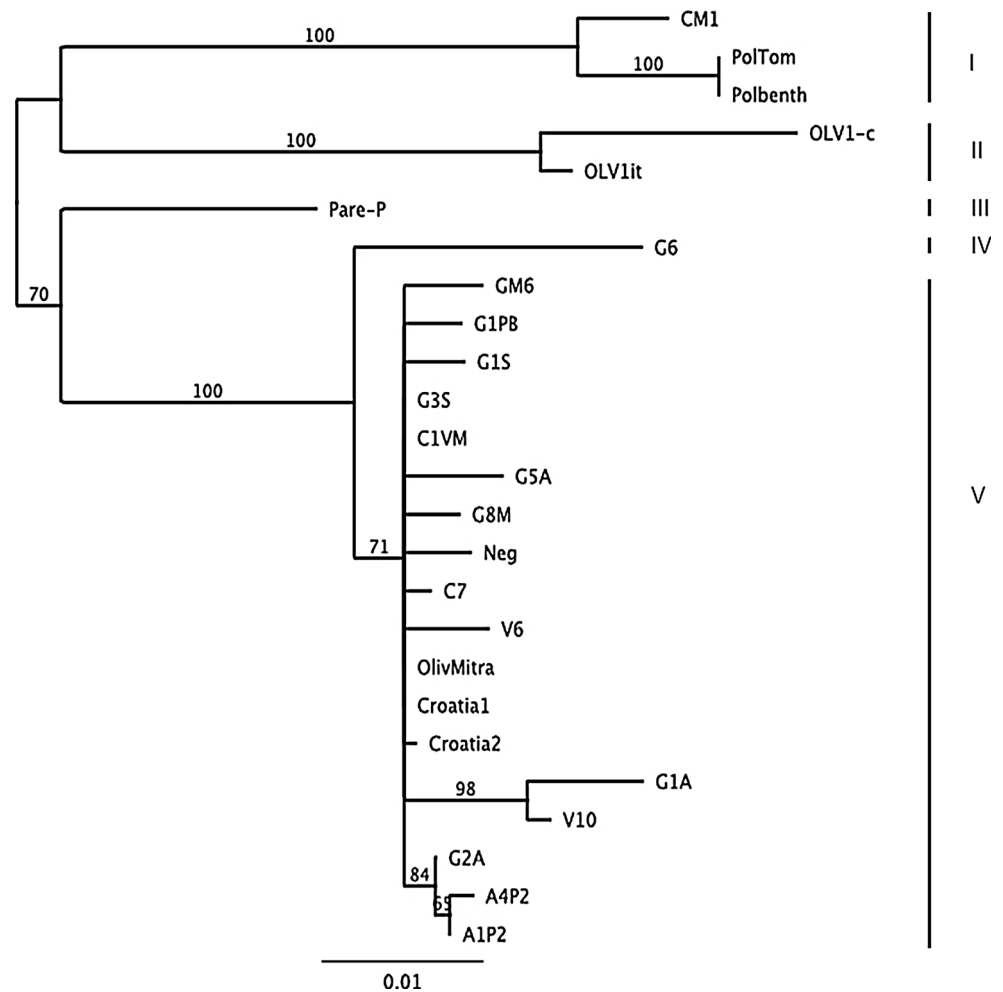 CM1
100
PolTom
100
I
Polbenth
OLV1-c
100
II
OLV1it
Pare-P
III
G6
IV
GM6
70
G1PB
G1S
100
G3S
C1VM
G5A
V
G8M
71
Neg
C7
V6
OlivMitra
Croatia1
Croatia2
G1A
98
V10
G2A
84
A4P2
A1P2
0.01